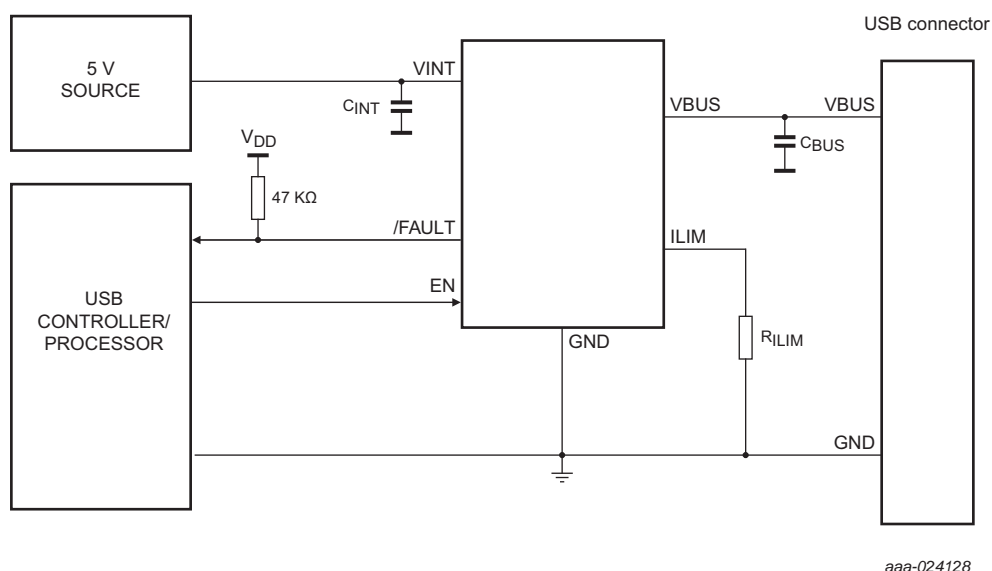 USB connector
5 V
SOURCE
VINT
CINT
VBUS
VBUS
CBUS
VDD
47 KΩ
/FAULT
ILIM
EN
USB
CONTROLLER/
PROCESSOR
GND
RILIM
GND
aaa-024128